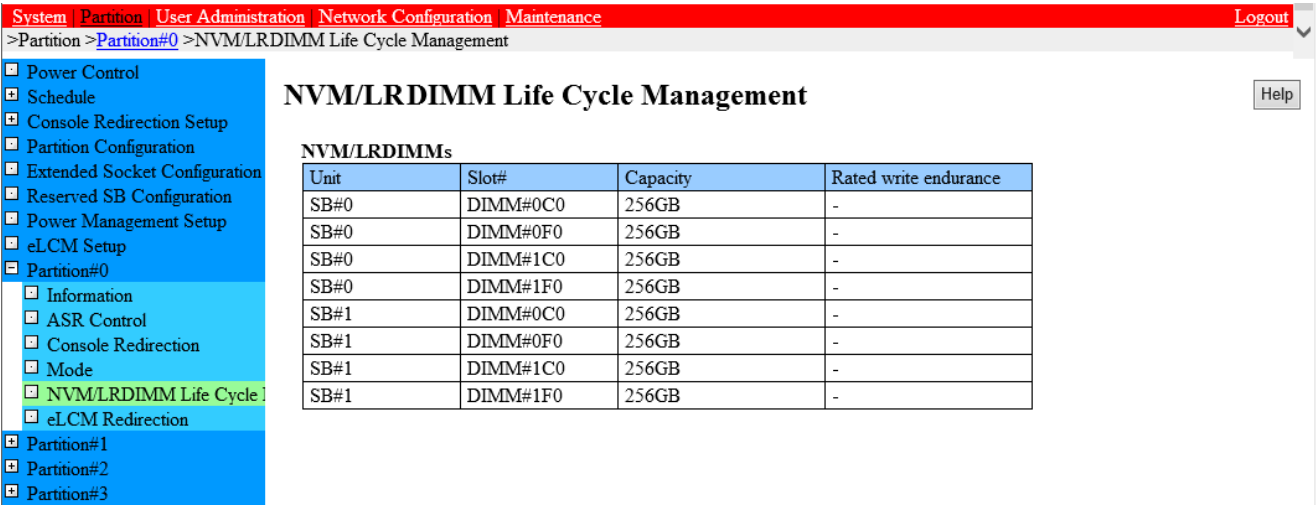 System | Partition | User Administration | Network Configuration | Maintenance Logout
>Partition >Partition#0 >NVM/LRDIMM Life Cycle Management
Power Control
Schedule
Console Redirection Setup
Partition Configuration
Extended Socket Configuration
Reserved SB Configuration
Power Management Setup
eLCM Setup
Partition#0
Information
ASR Control
Console Redirection
Mode
NVM/LRDIMM Life Cycle
eLCM Redirection
Partition#1
Partition#2
Partition#3
NVM/LRDIMM Life Cycle Management
Help
NVM/LRDIMMs
Unit Slot# Capacity Rated write endurance
SB#0 DIMM#0C0 256GB -
SB#0 DIMM#0F0 256GB -
SB#0 DIMM#1C0 256GB -
SB#0 DIMM#1F0 256GB -
SB#1 DIMM#0C0 256GB -
SB#1 DIMM#0F0 256GB -
SB#1 DIMM#1C0 256GB -
SB#1 DIMM#1F0 256GB -